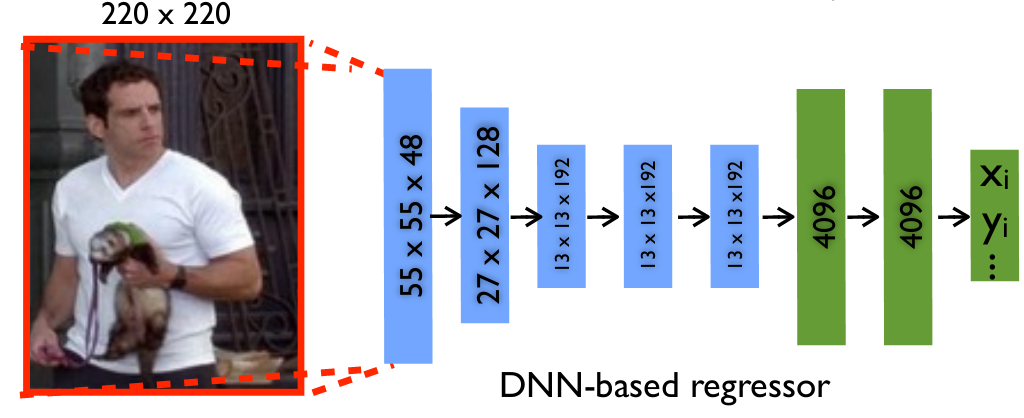 220 x 220
55 x 55 x 48
27 x 27 x 128
13 x 13 x 192
13 x 13 x192
13 x 13 x192
4096
4096
xi
yi
...
DNN-based regressor